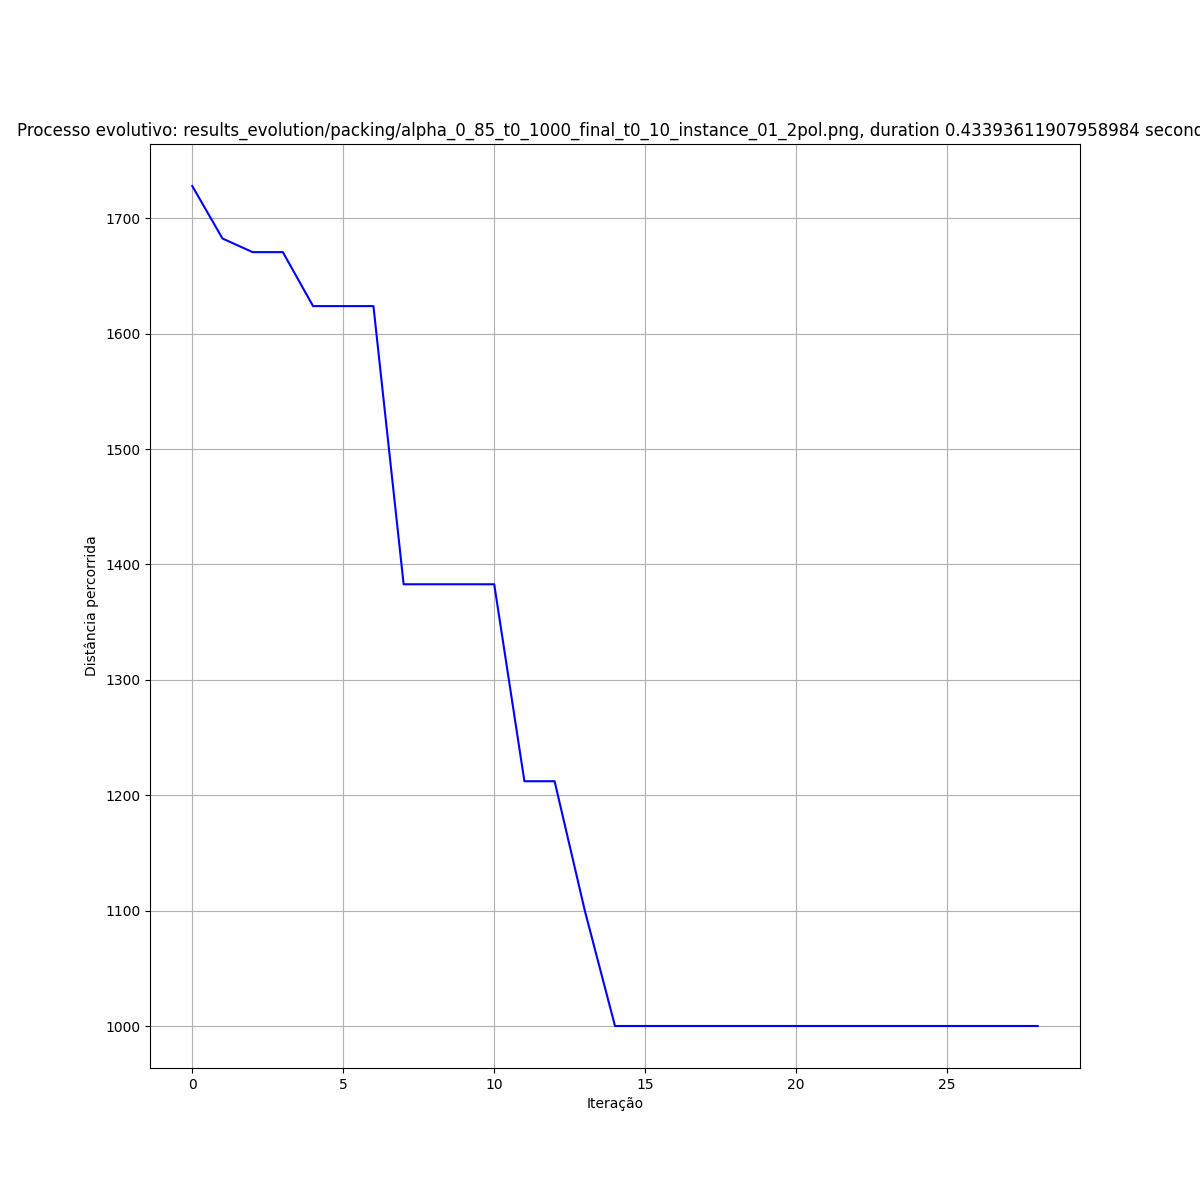 Processo evolutivo: results_evolution/packing/alpha_0_85_t0_1000_final_t0_10_instance_01_2pol.png, duration 0.43393611907958984 secon
1700
1600
1500
1400
1300
1200
1100
1000
Distância percorrida
0 5 10 15 20 25
Iteração